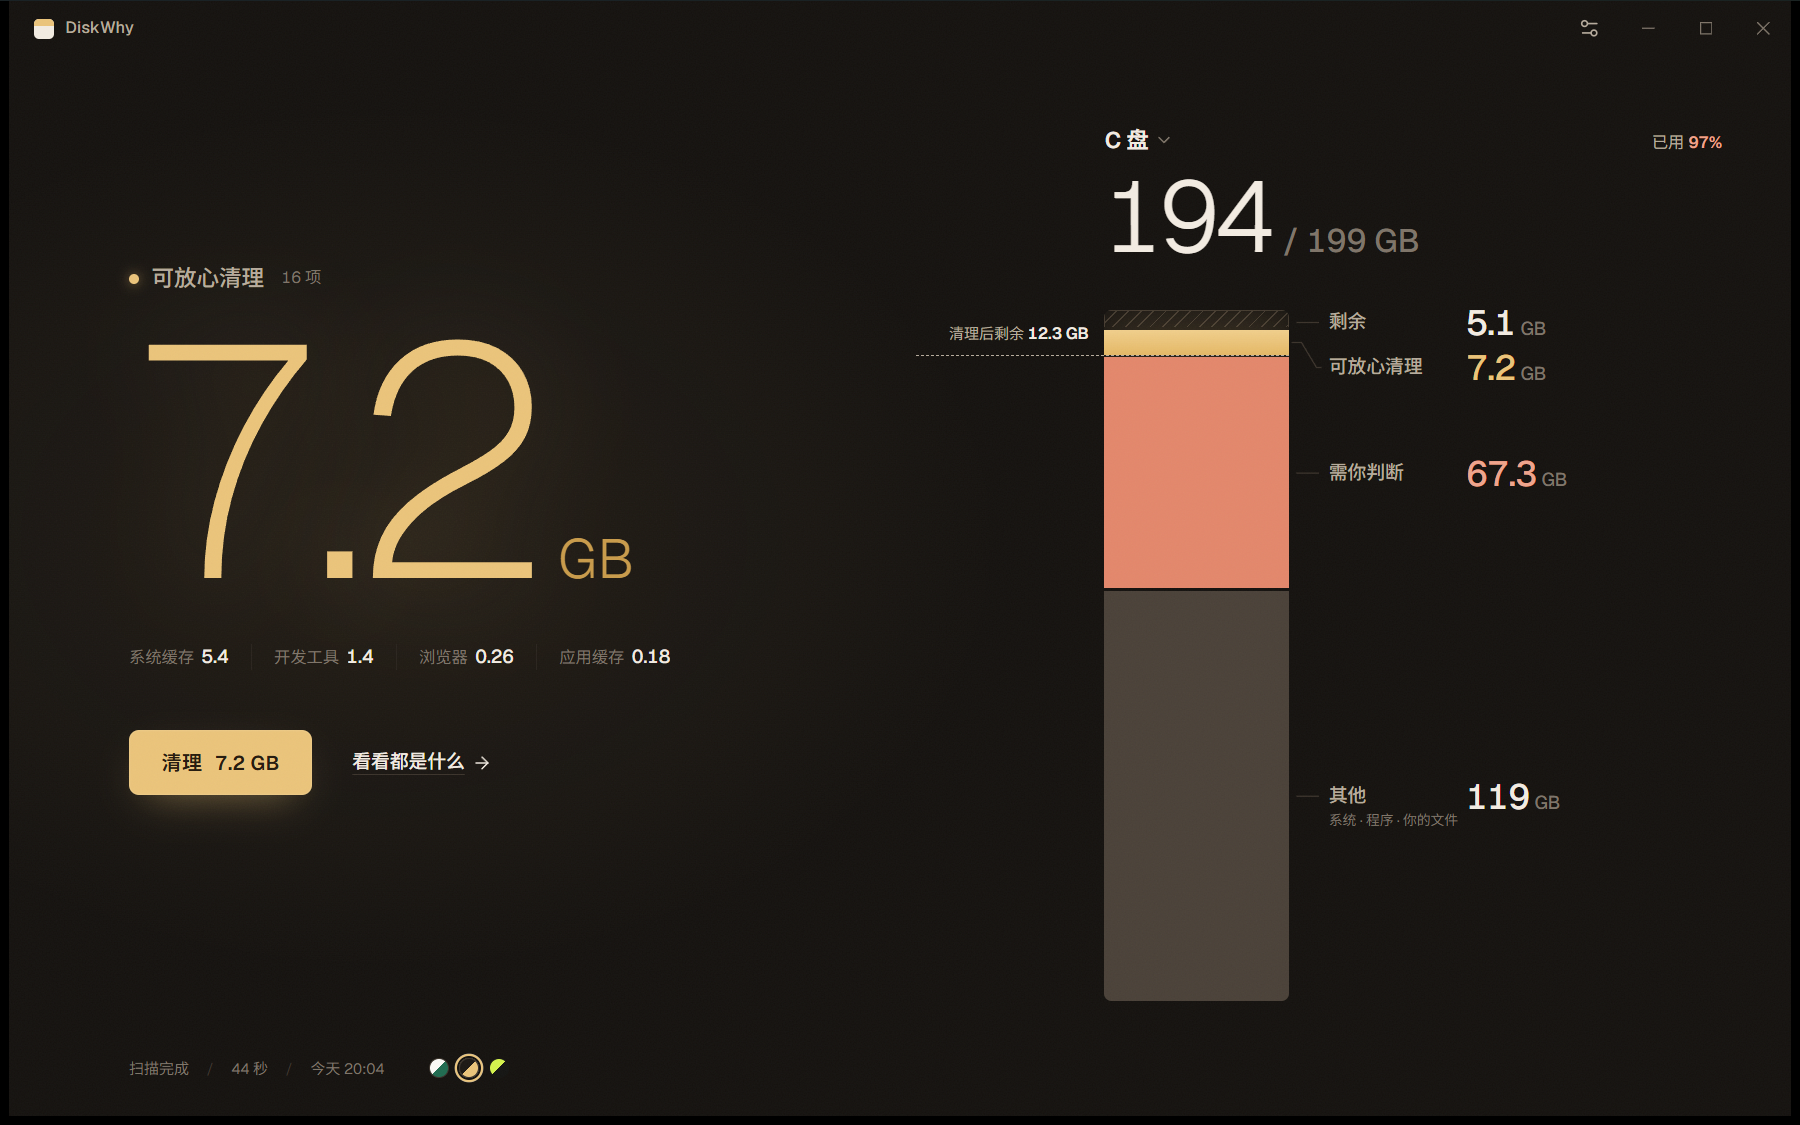 DiskWhy
可放心清理 16 项
7.2 GB
系统缓存 5.4 开发工具 1.4 浏览器 0.26 应用缓存 0.18
清理 7.2 GB
看看都是什么 →
扫描完成 / 44 秒 / 今天 20:04
C 盘
已用 97%
194 / 199 GB
清理后剩余 12.3 GB
剩余 5.1 GB
可放心清理 7.2 GB
需你判断 67.3 GB
其他 119 GB
系统 · 程序 · 你的文件